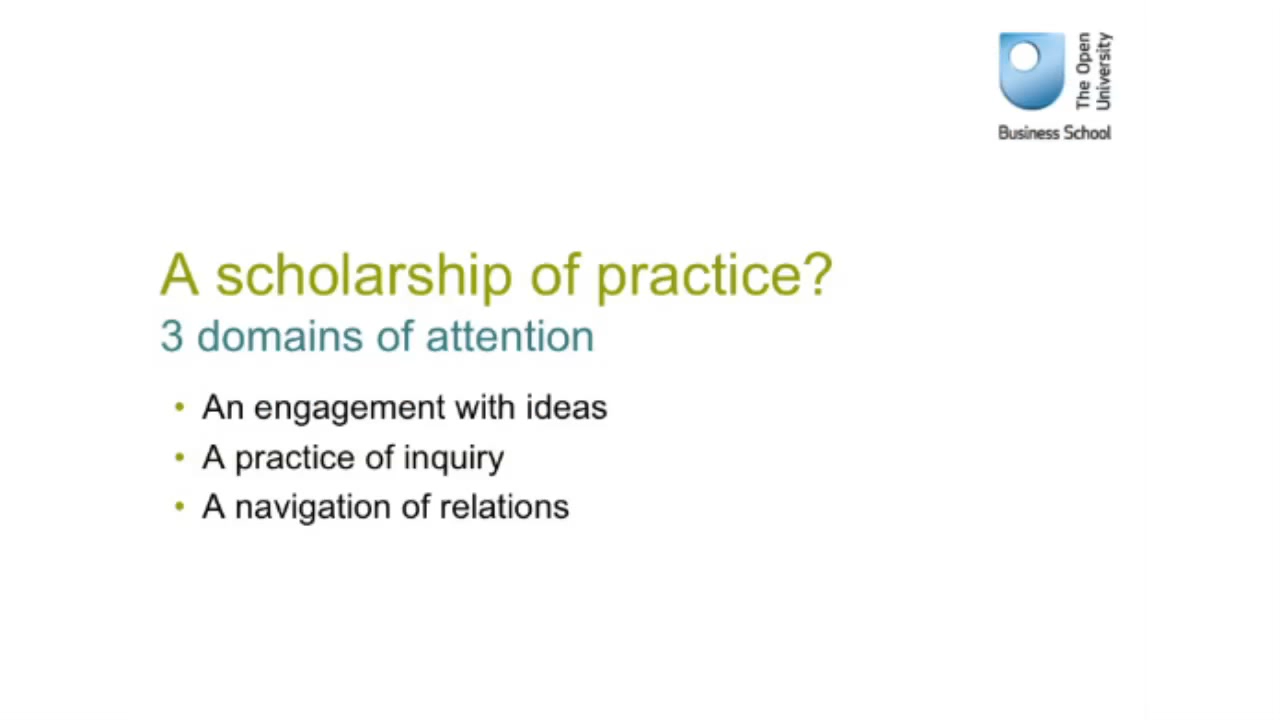 The Open
University
Business School
A scholarship of practice?
3 domains of attention
• An engagement with ideas
• A practice of inquiry
• A navigation of relations